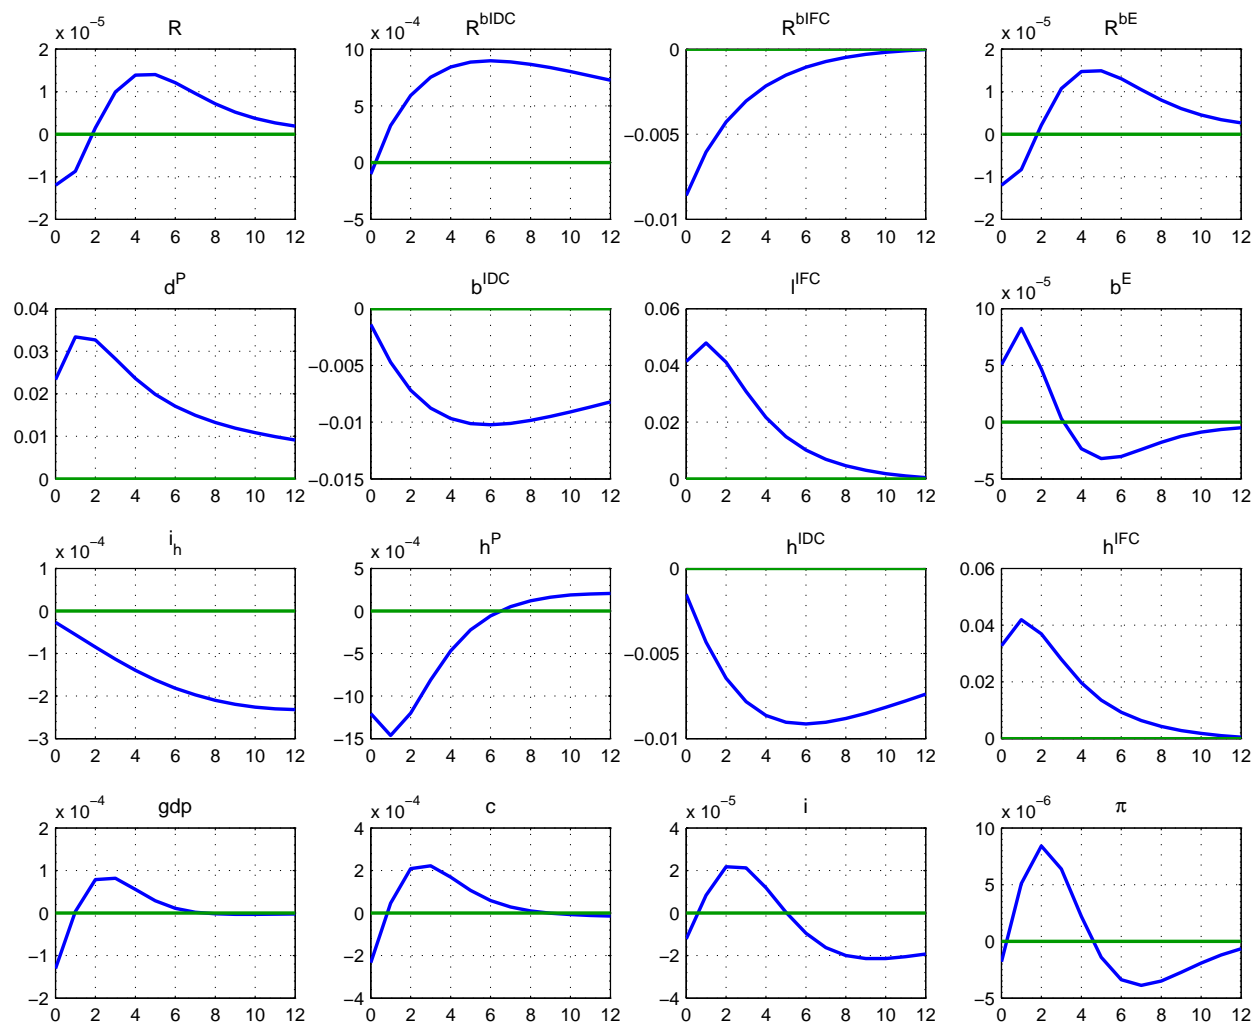 x 10^−5 R
2
1
0
−1
−2
0 2 4 6 8 10 12
x 10^−4 R^bIDC
10
5
0
−5
0 2 4 6 8 10 12
R^bIFC
0
−0.005
−0.01
0 2 4 6 8 10 12
x 10^−5 R^bE
2
1
0
−1
−2
0 2 4 6 8 10 12
d^P
0.04
0.03
0.02
0.01
0
0 2 4 6 8 10 12
b^IDC
0
−0.005
−0.01
−0.015
0 2 4 6 8 10 12
l^IFC
0.06
0.04
0.02
0
0 2 4 6 8 10 12
x 10^−5 b^E
10
5
0
−5
0 2 4 6 8 10 12
x 10^−4 i_h
1
0
−1
−2
−3
0 2 4 6 8 10 12
x 10^−4 h^P
5
0
−5
−10
−15
0 2 4 6 8 10 12
h^IDC
0
−0.005
−0.01
0 2 4 6 8 10 12
h^IFC
0.06
0.04
0.02
0
0 2 4 6 8 10 12
x 10^−4 gdp
2
1
0
−1
−2
0 2 4 6 8 10 12
x 10^−4 c
4
2
0
−2
−4
0 2 4 6 8 10 12
x 10^−5 i
4
2
0
−2
−4
0 2 4 6 8 10 12
x 10^−6 π
10
5
0
−5
0 2 4 6 8 10 12